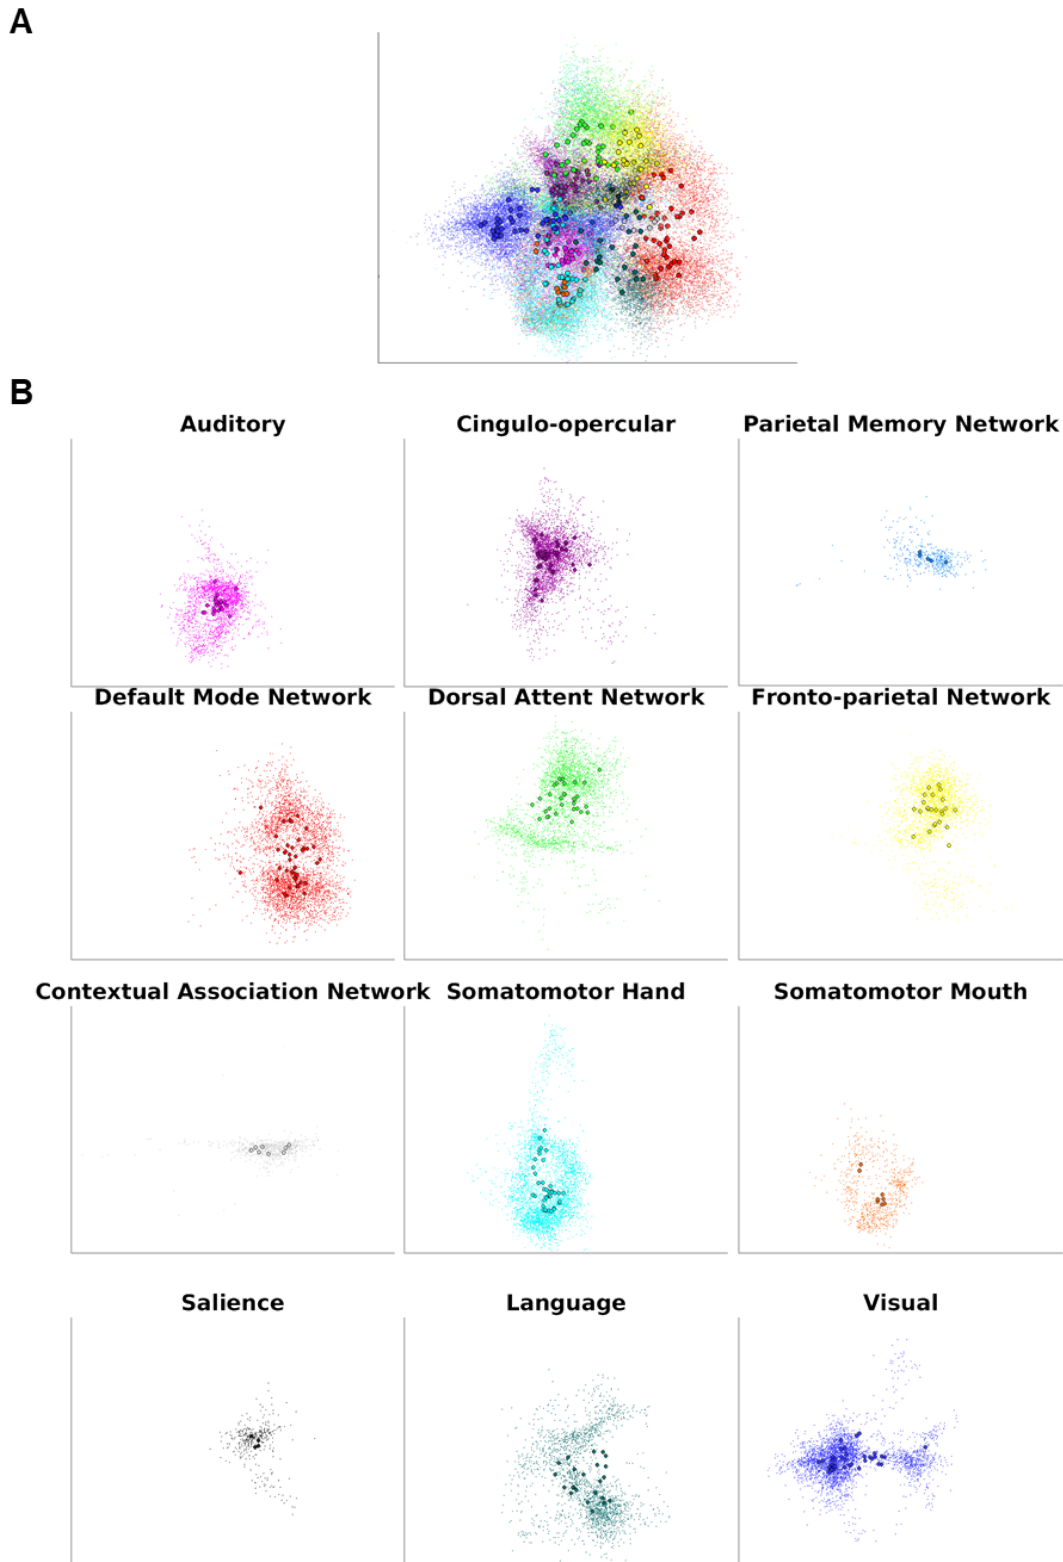 A
B
Auditory
Cingulo-opercular
Parietal Memory Network
Default Mode Network
Dorsal Attent Network
Fronto-parietal Network
Contextual Association Network
Somatomotor Hand
Somatomotor Mouth
Salience
Language
Visual